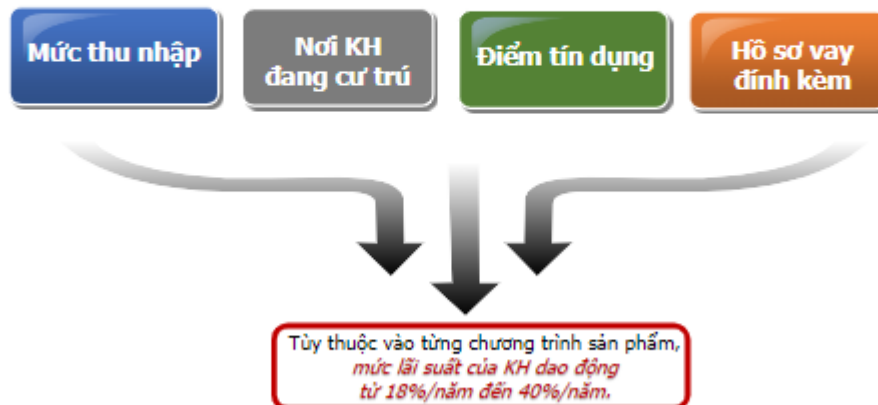 Mức thu nhập
Nơi KH
đang cư trú
Điểm tín dụng
Hồ sơ vay
đính kèm
Tùy thuộc vào từng chương trình sản phẩm,
mức lãi suất của KH dao động
từ 18%/năm đến 40%/năm.